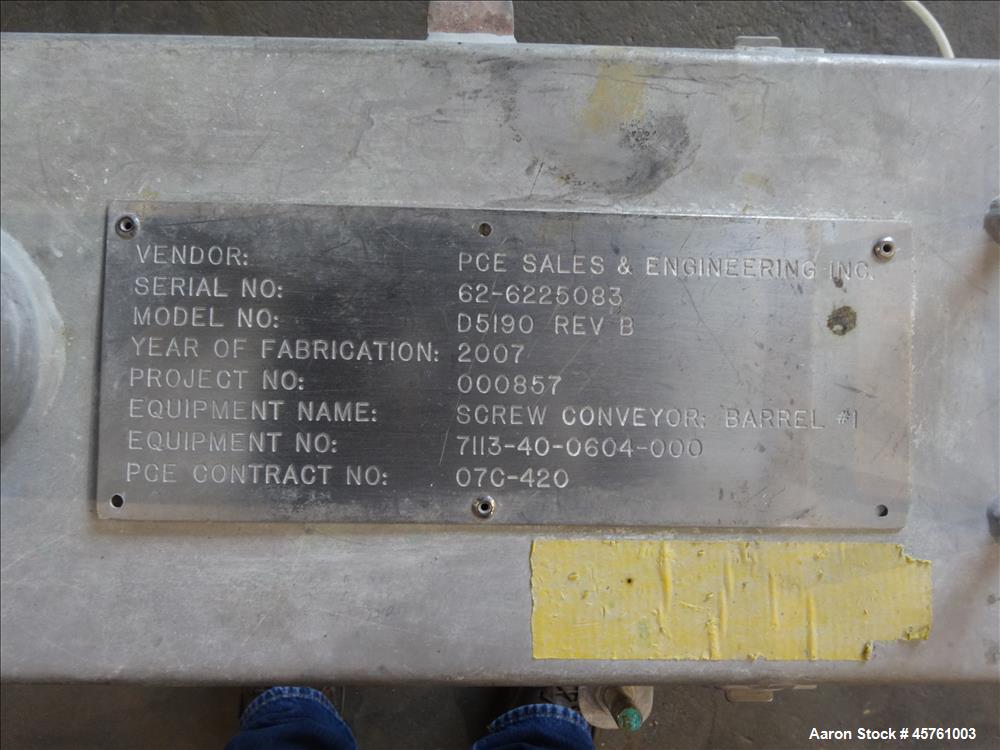 VENDOR: PCE SALES & ENGINEERING INC.
SERIAL NO: 62-6225083
MODEL NO: D5190 REV B
YEAR OF FABRICATION: 2007
PROJECT NO: 000857
EQUIPMENT NAME: SCREW CONVEYOR; BARREL #1
EQUIPMENT NO: 7113-40-0604-000
PCE CONTRACT NO: 07C-420
Aaron Stock # 45761003